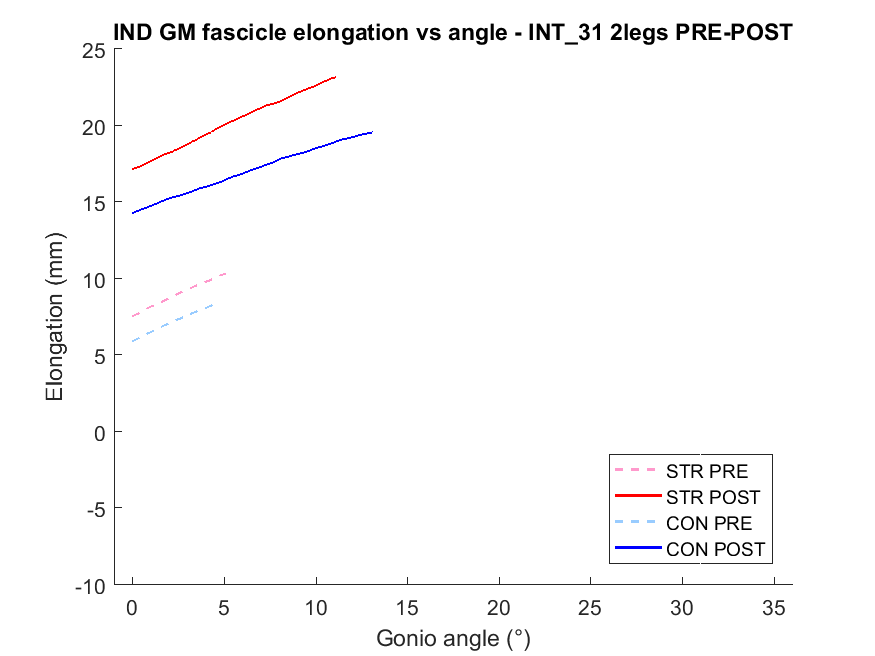 IND GM fascicle elongation vs angle - INT_31 2legs PRE-POST
25
20
15
10
5
0
-5
-10
Elongation (mm)
0 5 10 15 20 25 30 35
Gonio angle (°)
STR PRE
STR POST
CON PRE
CON POST